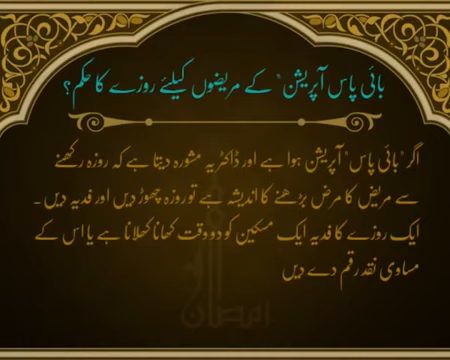 بائی پاس آپریشن کے مریضوں کیلئے روزے کا حکم؟
اگر "بائی پاس" آپریشن ہوا ہے اور ڈاکٹر یہ مشورہ دیتا ہے کہ روزہ رکھنے
سے مریض کا مرض بڑھنے کا اندیشہ ہے تو روزہ چھوڑ دیں اور فدیہ دیں۔
ایک روزے کا فدیہ ایک مسکین کو دو وقت کھانا کھلانا ہے یا اس کے
مساوی نقد رقم دے دیں
رمضان